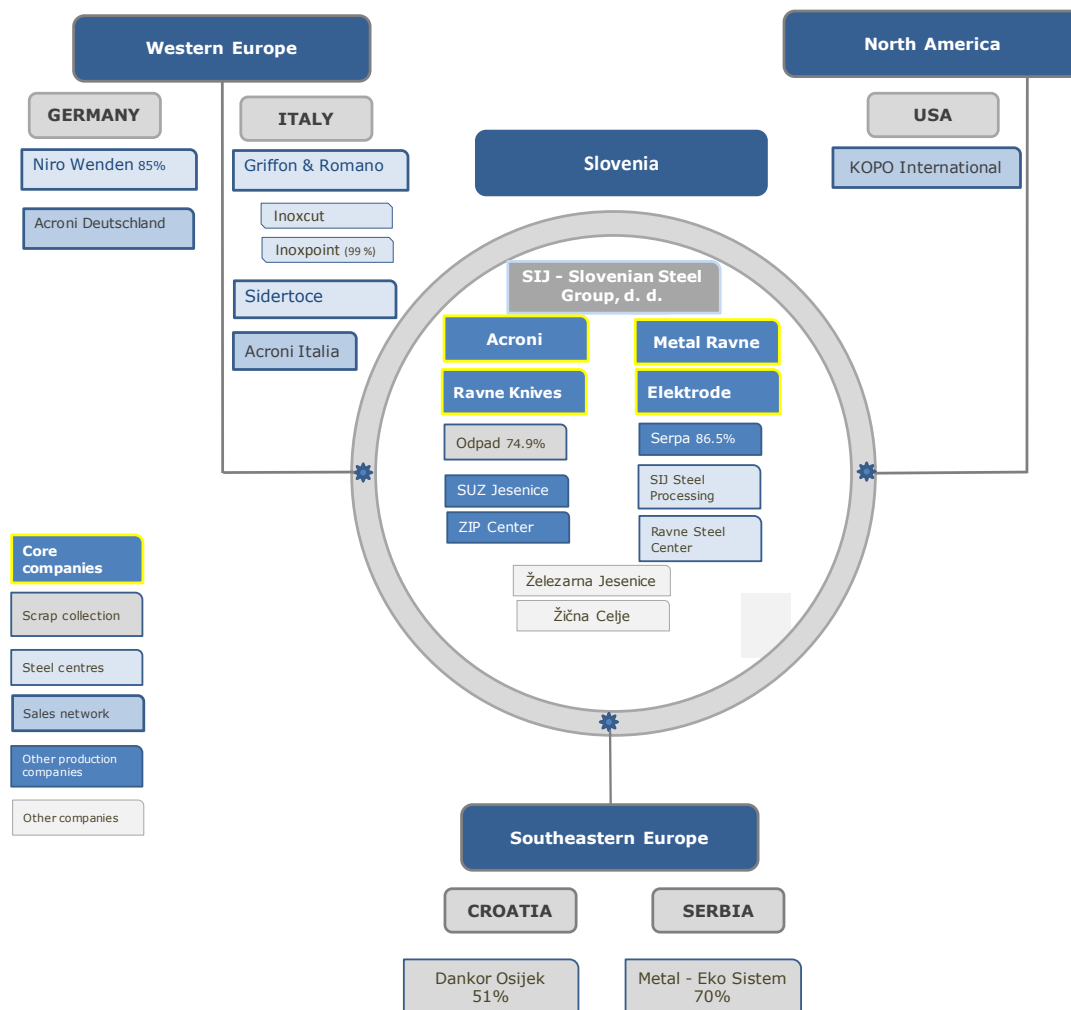 Western Europe
North America
GERMANY
ITALY
USA
Niro Wenden 85%
Griffon & Romano
KOPO International
Slovenia
Acroni Deutschland
Inoxcut
Inoxpoint (99 %)
SIJ - Slovenian Steel
Group, d. d.
Sidertoce
Acroni Italia
Acroni
Metal Ravne
Ravne Knives
Elektrode
Odpad 74.9%
Serpa 86.5%
SUZ Jesenice
SIJ Steel
Processing
ZIP Center
Ravne Steel
Center
Železarna Jesenice
Žična Celje
Core
companies
Scrap collection
Steel centres
Sales network
Other production
companies
Other companies
Southeastern Europe
CROATIA
SERBIA
Dankor Osijek
51%
Metal - Eko Sistem
70%